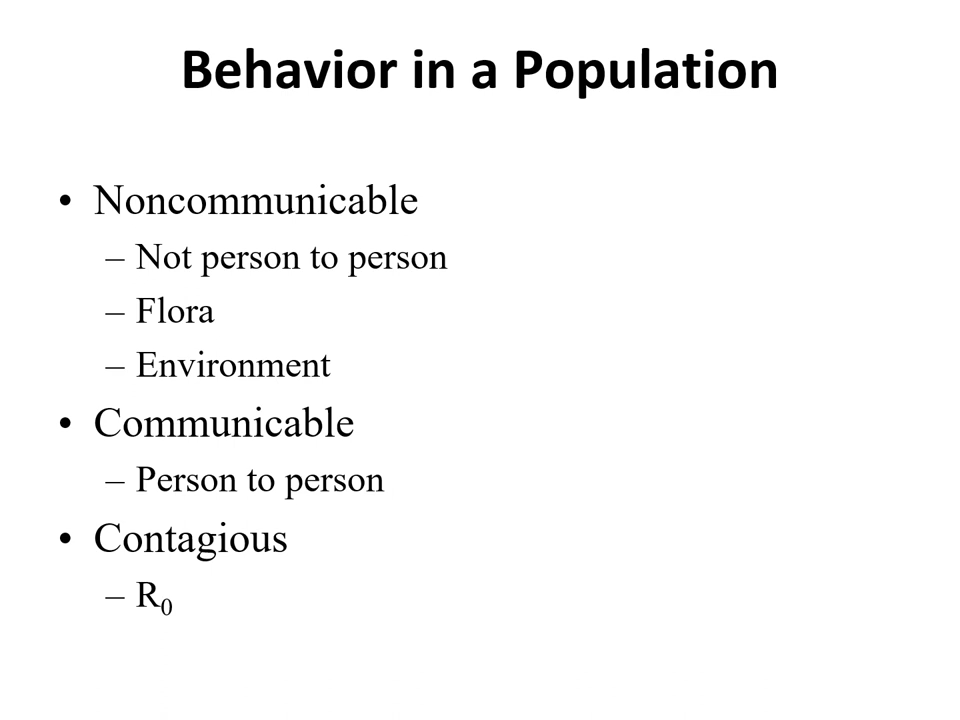 Behavior in a Population
• Noncommunicable
– Not person to person
– Flora
– Environment
• Communicable
– Person to person
• Contagious
– R₀